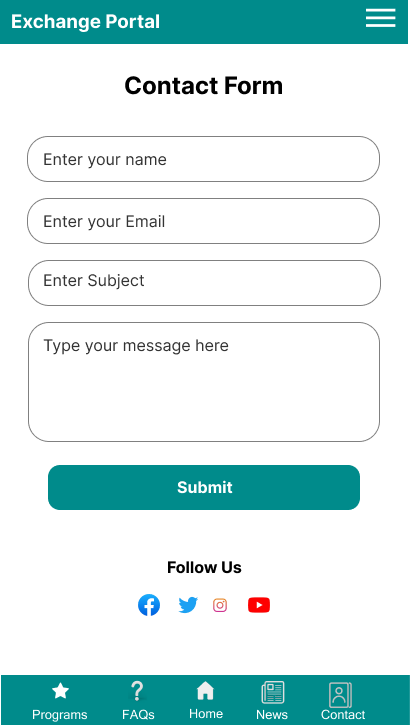 Exchange Portal
Contact Form
Enter your name
Enter your Email
Enter Subject
Type your message here
Submit
Follow Us
Programs FAQs Home News Contact